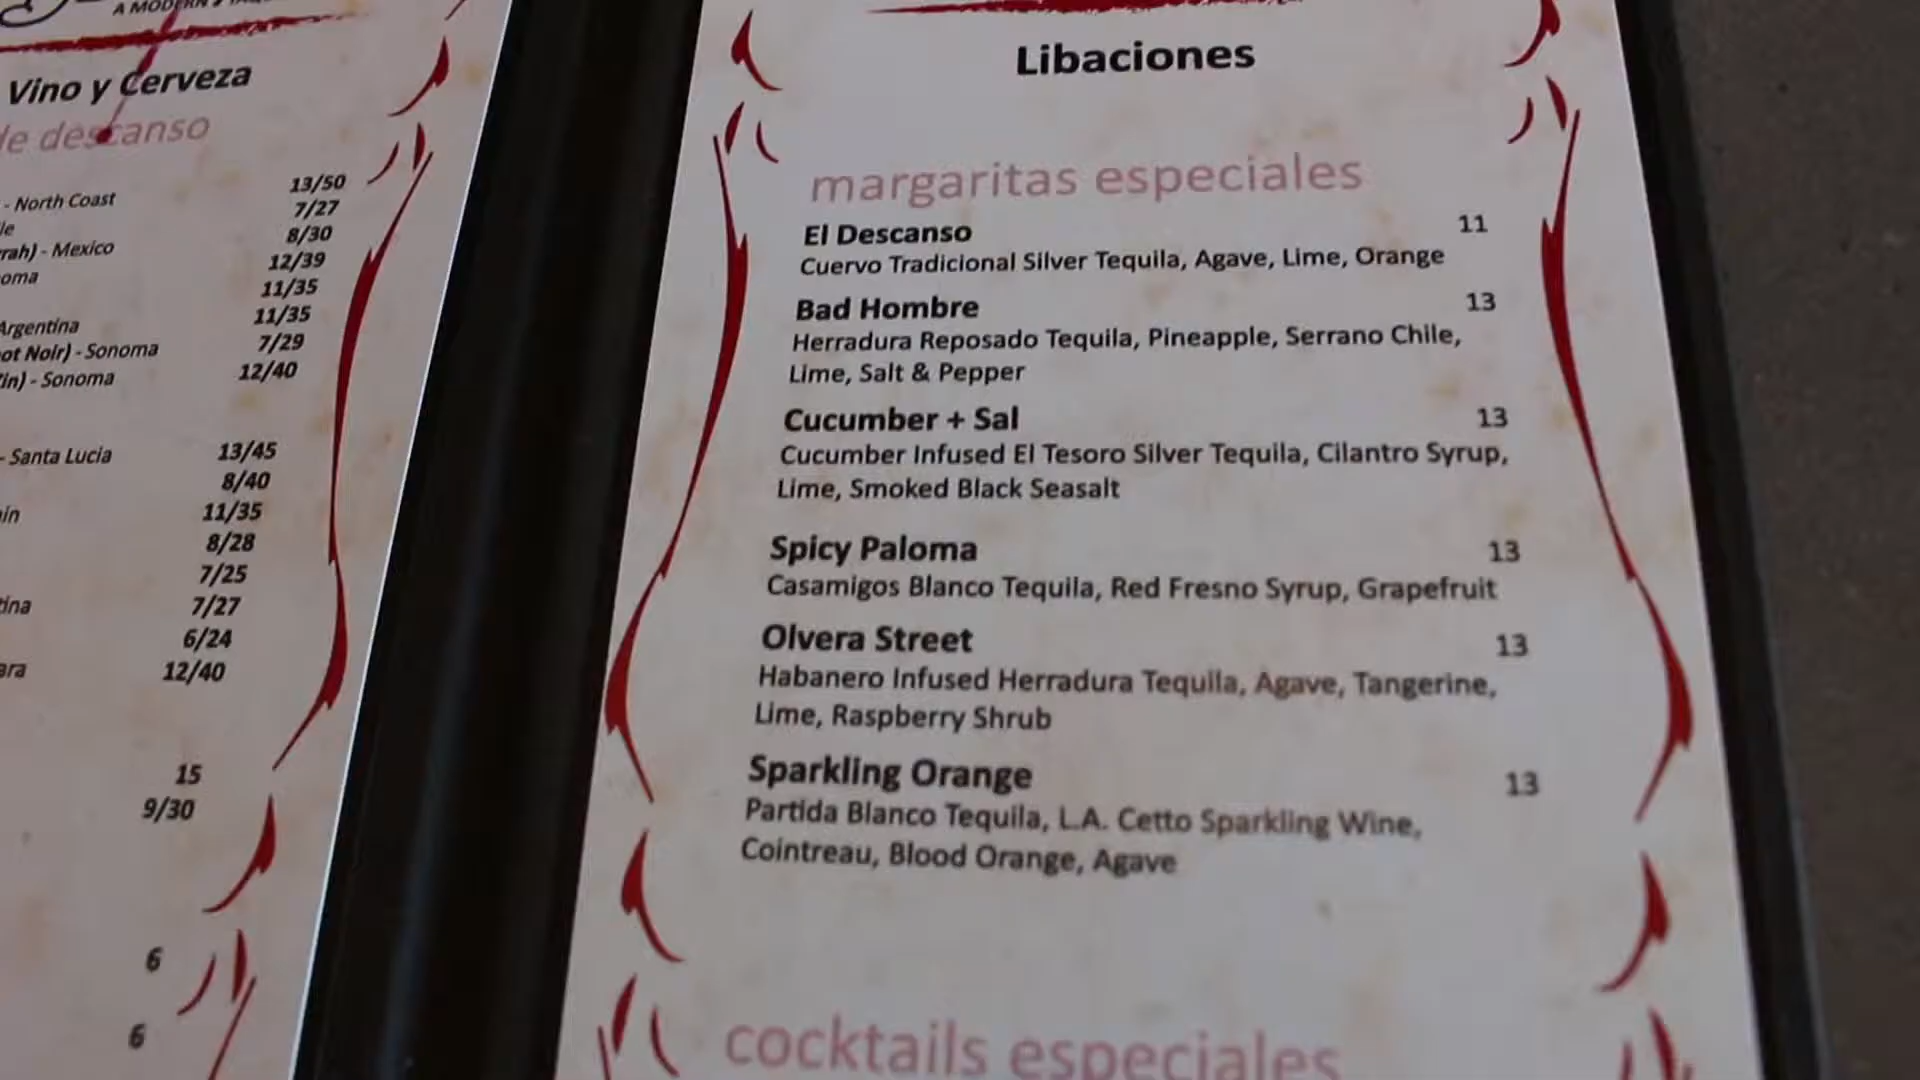 A MODERN
Vino y Cerveza
de descanso
13/50
- North Coast
7/27
8/30
- Mexico
12/39
11/35
Argentina
11/35
Noir) - Sonoma
7/29
- Sonoma
12/40
- Santa Lucia
13/45
8/40
11/35
8/28
7/25
7/27
6/24
12/40
15
9/30
6
6
Libaciones
margaritas especiales
El Descanso 11
Cuervo Tradicional Silver Tequila, Agave, Lime, Orange
Bad Hombre 13
Herradura Reposado Tequila, Pineapple, Serrano Chile,
Lime, Salt & Pepper
Cucumber + Sal 13
Cucumber Infused El Tesoro Silver Tequila, Cilantro Syrup,
Lime, Smoked Black Seasalt
Spicy Paloma 13
Casamigos Blanco Tequila, Red Fresno Syrup, Grapefruit
Olvera Street 13
Habanero Infused Herradura Tequila, Agave, Tangerine,
Lime, Raspberry Shrub
Sparkling Orange 13
Partida Blanco Tequila, L.A. Cetto Sparkling Wine,
Cointreau, Blood Orange, Agave
cocktails especiales